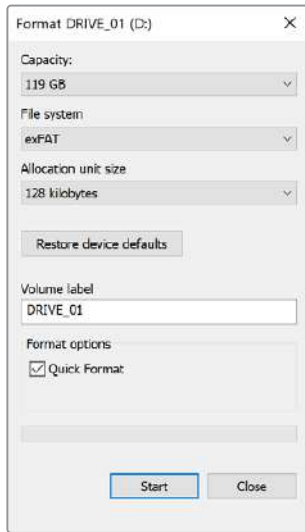 Format DRIVE_01 (D:)
Capacity:
119 GB
File system
exFAT
Allocation unit size
128 kilobytes
Restore device defaults
Volume label
DRIVE_01
Format options
Quick Format
Start
Close